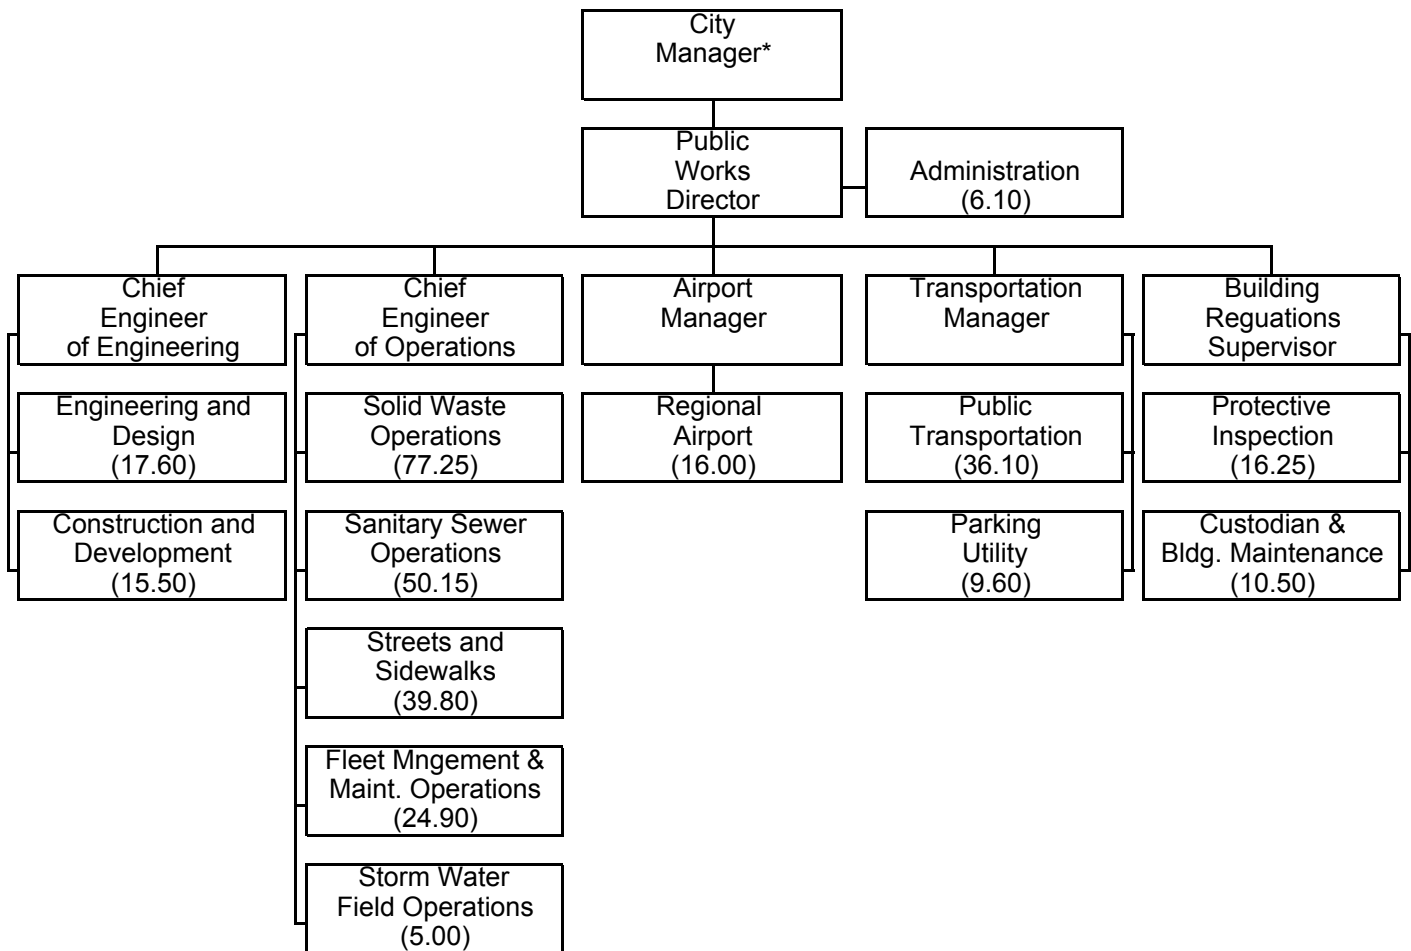 City
Manager*
Public
Works
Director
Administration
(6.10)
Chief
Engineer
of Engineering
Chief
Engineer
of Operations
Airport
Manager
Transportation
Manager
Building
Reguations
Supervisor
Engineering and
Design
(17.60)
Solid Waste
Operations
(77.25)
Regional
Airport
(16.00)
Public
Transportation
(36.10)
Protective
Inspection
(16.25)
Construction and
Development
(15.50)
Sanitary Sewer
Operations
(50.15)
Parking
Utility
(9.60)
Custodian &
Bldg. Maintenance
(10.50)
Streets and
Sidewalks
(39.80)
Fleet Mngement &
Maint. Operations
(24.90)
Storm Water
Field Operations
(5.00)